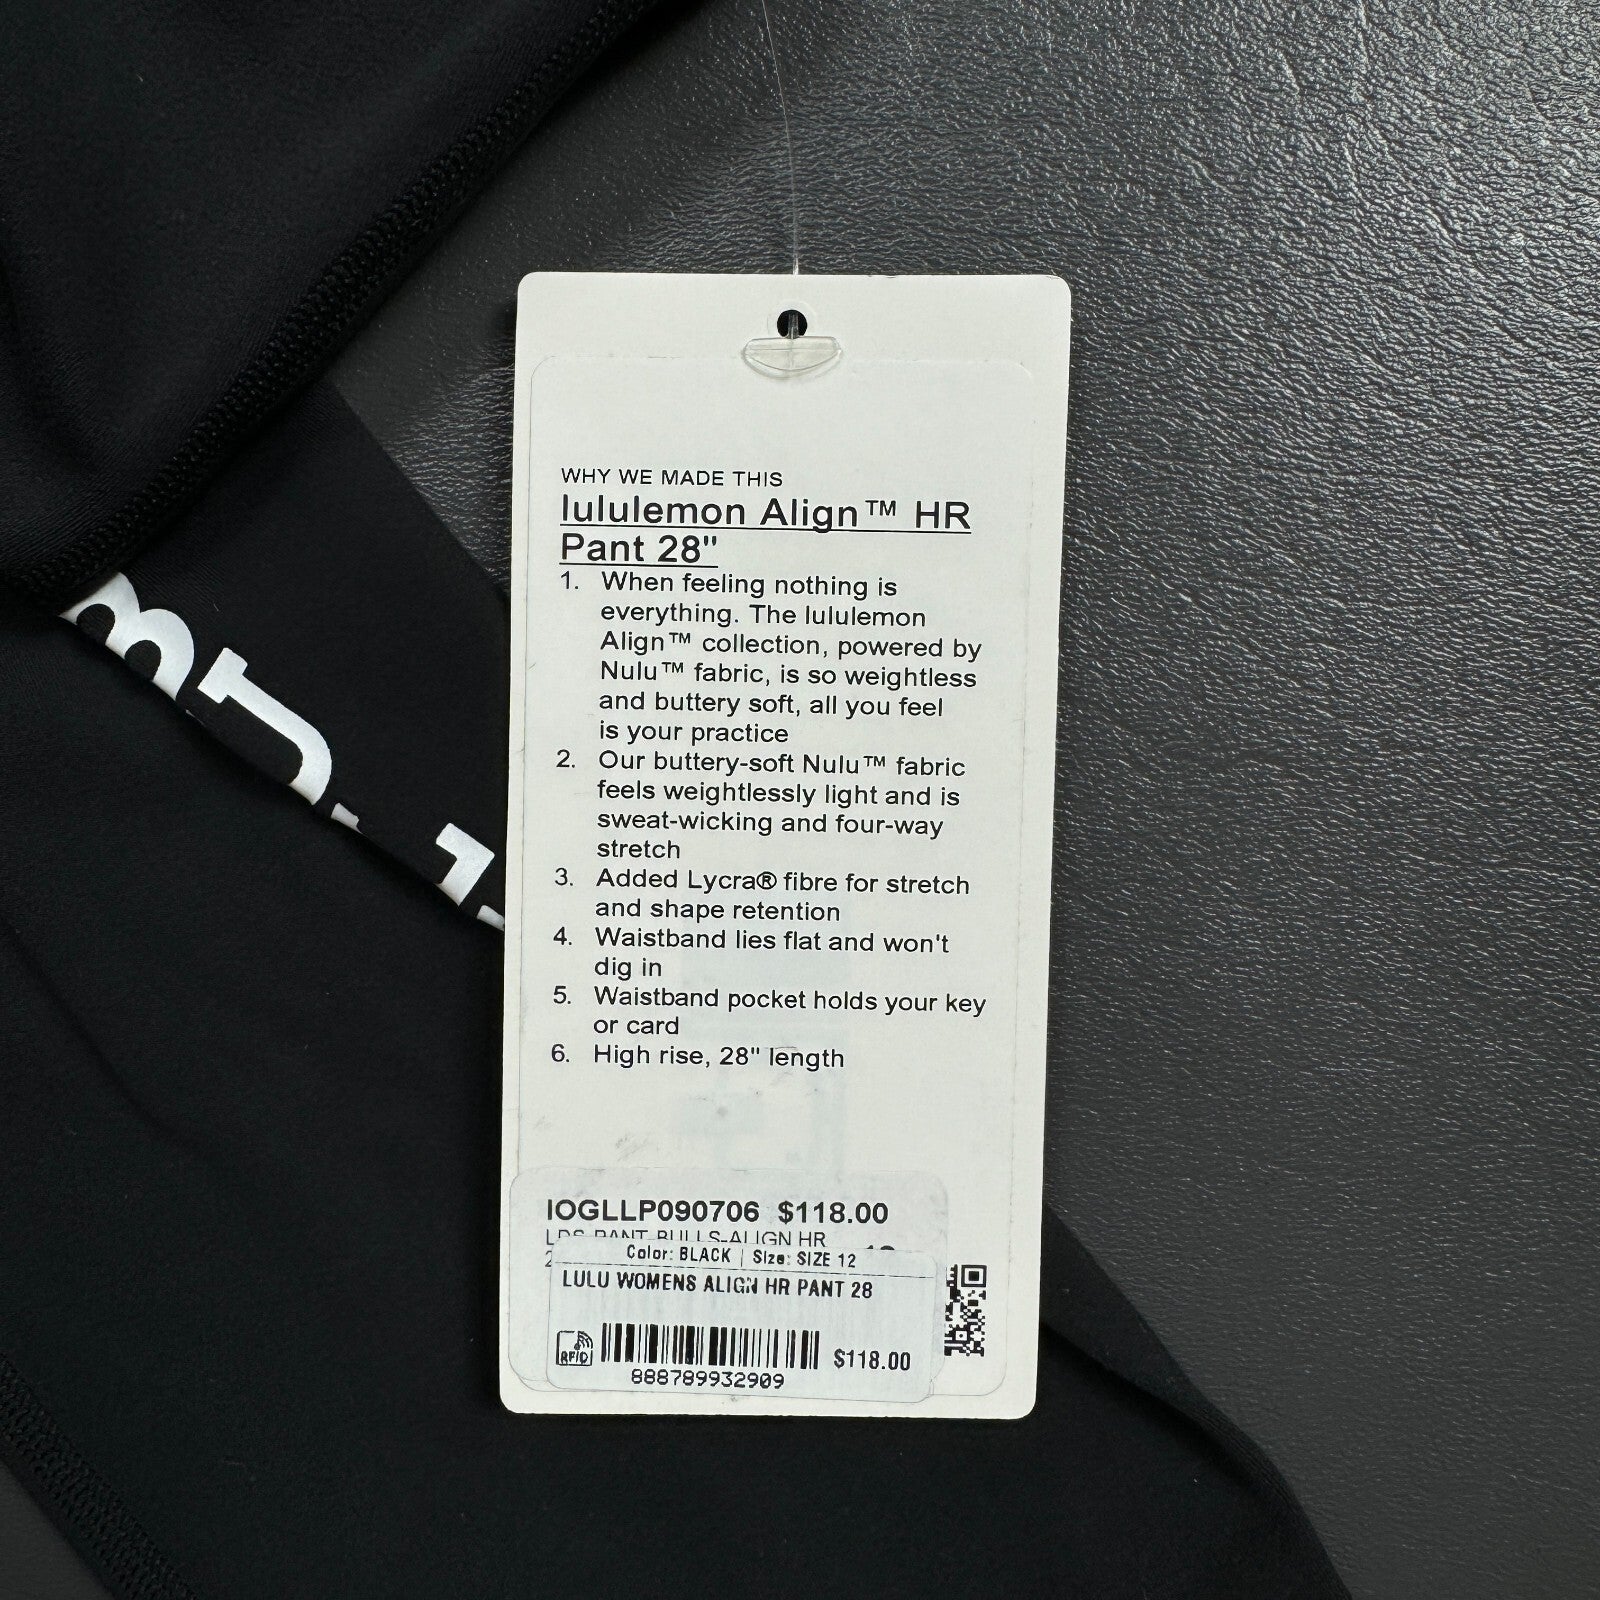 WHY WE MADE THIS
lululemon Align™ HR
Pant 28"
1. When feeling nothing is
everything. The lululemon
Align™ collection, powered by
Nulu™ fabric, is so weightless
and buttery soft, all you feel
is your practice
2. Our buttery-soft Nulu™ fabric
feels weightlessly light and is
sweat-wicking and four-way
stretch
3. Added Lycra® fibre for stretch
and shape retention
4. Waistband lies flat and won't
dig in
5. Waistband pocket holds your key
or card
6. High rise, 28" length
IOGLLP090706 $118.00
LDS PANT BULLS-ALIGN HR
Color: BLACK | Size: SIZE 12
LULU WOMENS ALIGN HR PANT 28
RFID
$118.00
888789932909